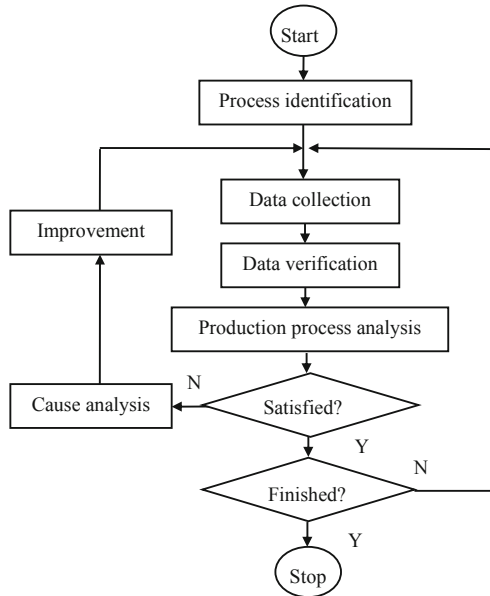 Start
Process identification
Data collection
Improvement
Data verification
Production process analysis
N
Cause analysis
Satisfied?
Y
N
Finished?
Y
Stop